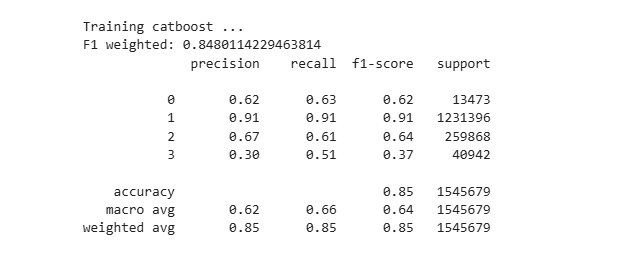 Training catboost ...
F1 weighted: 0.8480114229463814
precision recall f1-score support
0 0.62 0.63 0.62 13473
1 0.91 0.91 0.91 1231396
2 0.67 0.61 0.64 259868
3 0.30 0.51 0.37 40942
accuracy 0.85 1545679
macro avg 0.62 0.66 0.64 1545679
weighted avg 0.85 0.85 0.85 1545679